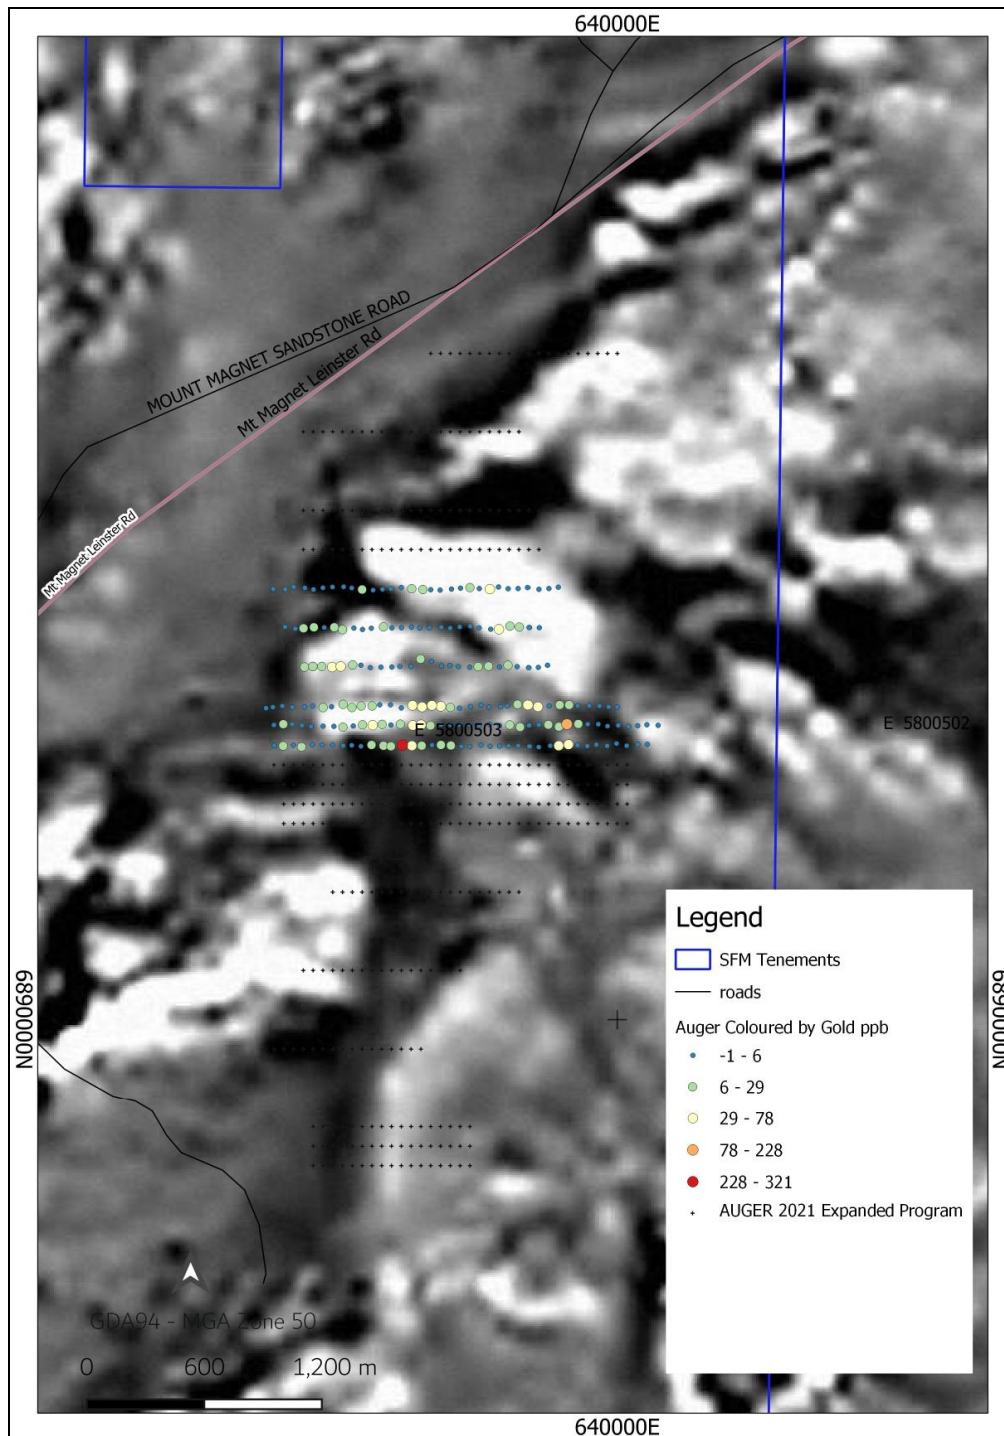 640000E
MOUNT MAGNET SANDSTONE ROAD
Mt Magnet Leinster Rd
Mt Magnet Leinster Rd
E 5800503
E 5800502
N0000689
N0000689
Legend
SFM Tenements
roads
Auger Coloured by Gold ppb
-1 - 6
6 - 29
29 - 78
78 - 228
228 - 321
AUGER 2021 Expanded Program
GDA94 - MGA Zone 50
0 600 1,200 m
640000E